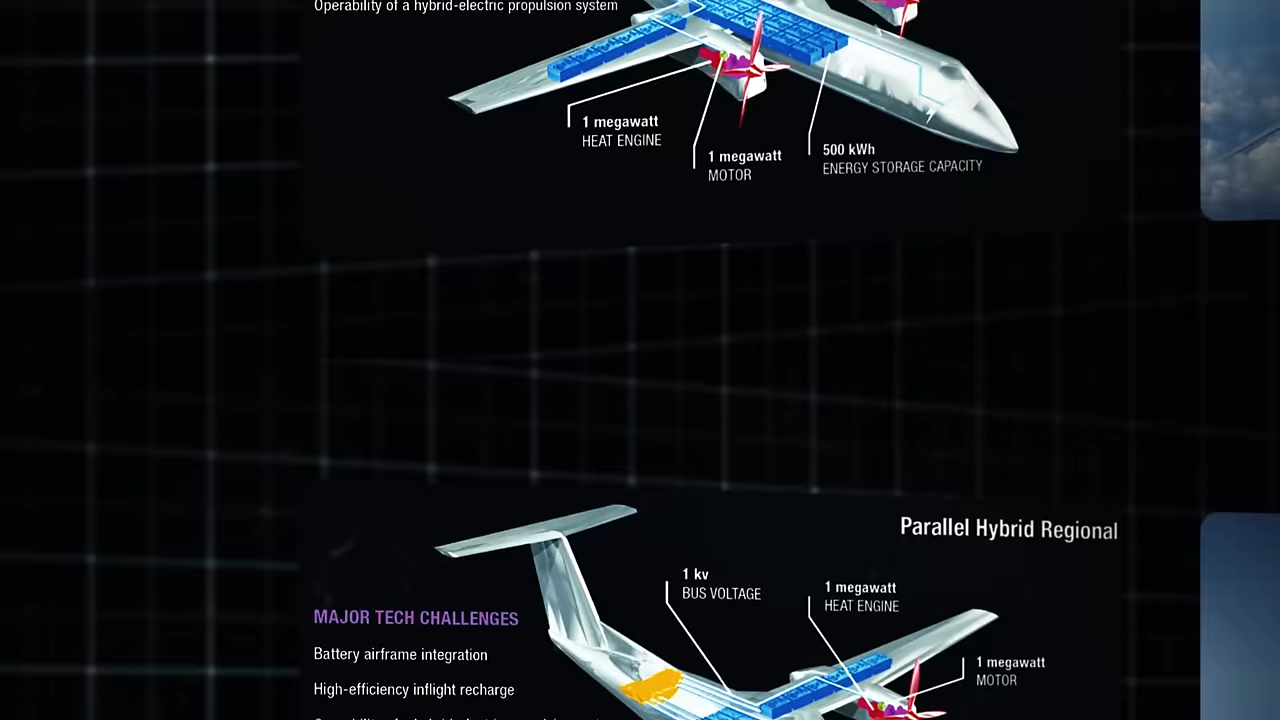 Operability of a hybrid-electric propulsion system
1 megawatt
HEAT ENGINE
1 megawatt
MOTOR
500 kWh
ENERGY STORAGE CAPACITY
Parallel Hybrid Regional
1 kv
BUS VOLTAGE
1 megawatt
HEAT ENGINE
MAJOR TECH CHALLENGES
Battery airframe integration
1 megawatt
MOTOR
High-efficiency inflight recharge